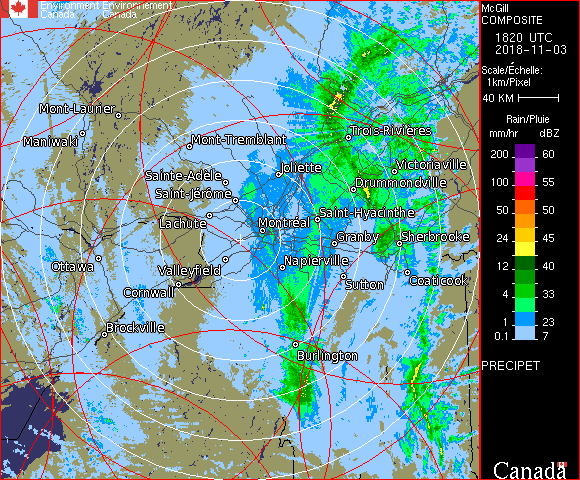 Environment Environnement
Canada Canada
McGill
COMPOSITE
1820 UTC
2018-11-03
Scale/Échelle:
1km/Pixel
40 KM
Rain/Pluie
mm/hr dBZ
200 60
100 55
50 50
24 45
12 40
4 33
1 23
0.1 7
PRECIPET
Canada
Mont-Laurier
Maniwaki
Mont-Tremblant
Trois-Rivières
Joliette
Victoriaville
Sainte-Adèle
Drummondville
Saint-Jérôme
Lachute
Saint-Hyacinthe
Montréal
Granby
Sherbrooke
Ottawa
Valleyfield
Napierville
Sutton
Coaticook
Cornwall
Brockville
Burlington